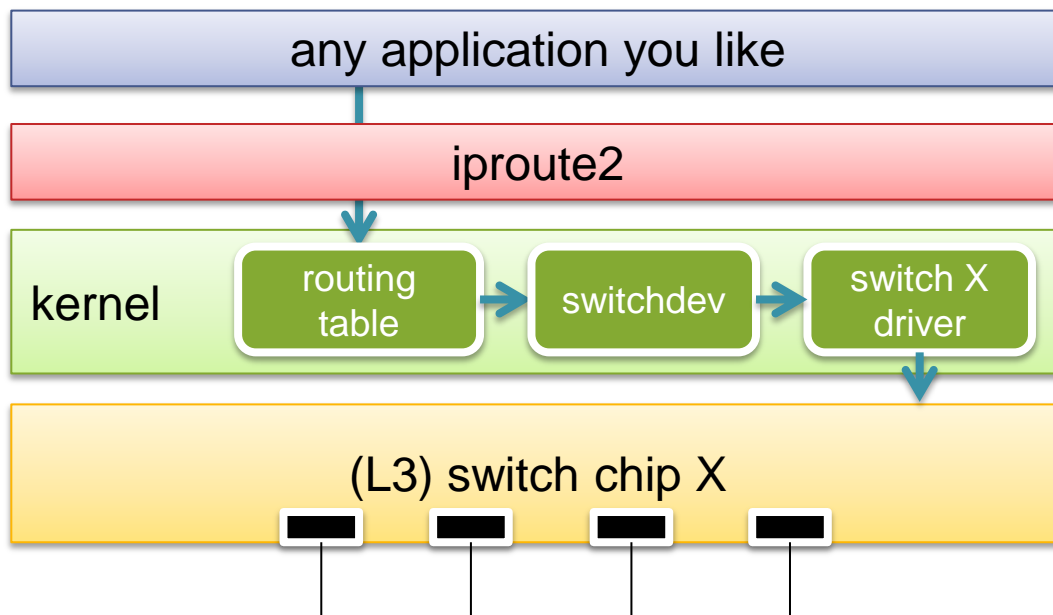 any application you like
iproute2
kernel
routing
table
switchdev
switch X
driver
(L3) switch chip X